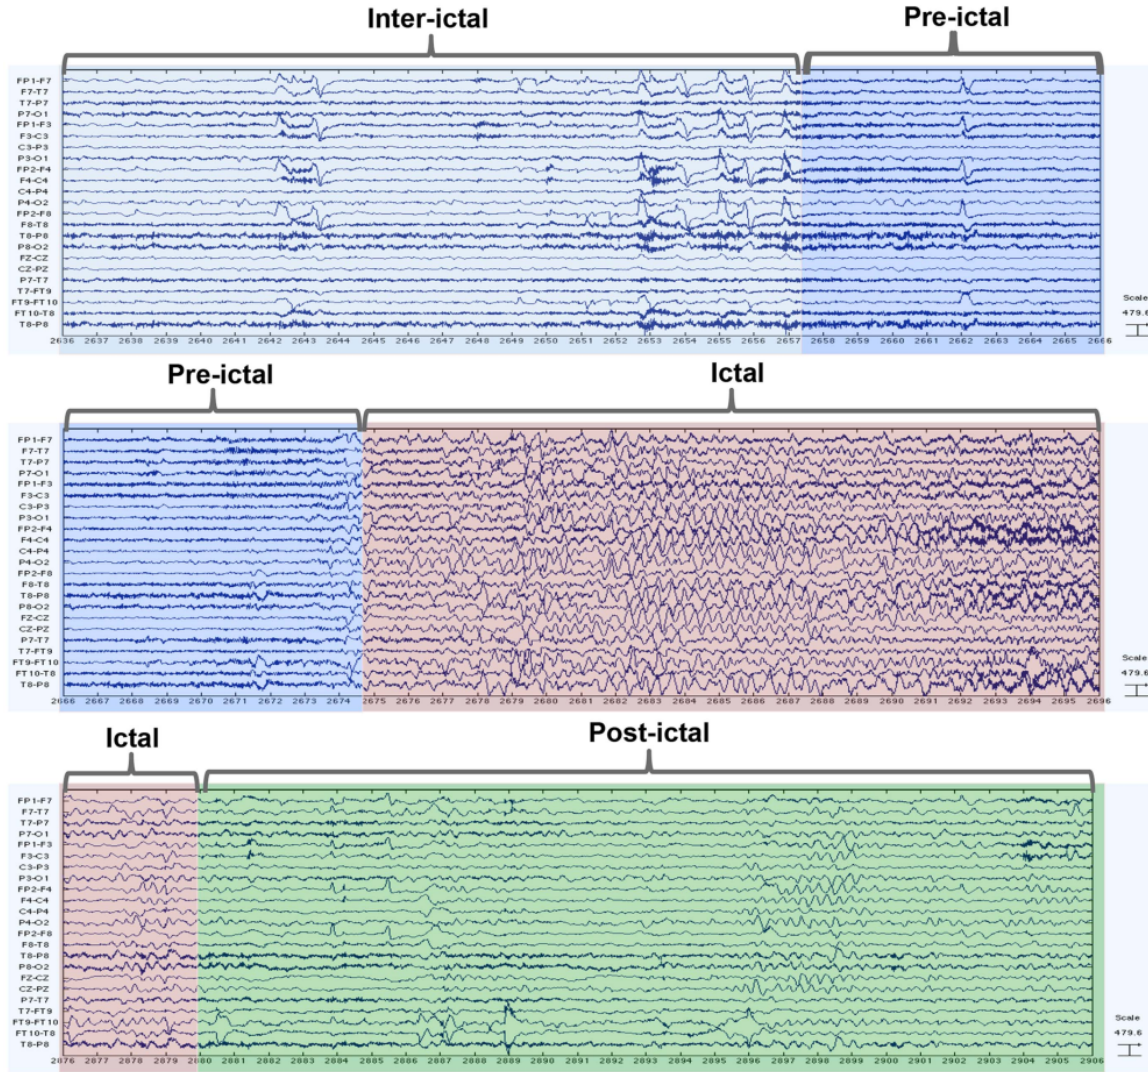 Inter-ictal Pre-ictal
FP1-F7
F7-T7
T7-P7
P7-O1
FP1-F3
F3-C3
C3-P3
P3-O1
FP2-F4
F4-C4
C4-P4
P4-O2
FP2-F8
F8-T8
T8-P8
P8-O2
FZ-CZ
CZ-PZ
P7-T7
T7-FT9
FT9-FT10
FT10-T8
T8-P8
Scale
479.6
2636 2637 2638 2639 2640 2641 2642 2643 2644 2645 2646 2647 2648 2649 2650 2651 2652 2653 2654 2655 2656 2657 2658 2659 2660 2661 2662 2663 2664 2665 2666
Pre-ictal Ictal
FP1-F7
F7-T7
T7-P7
P7-O1
FP1-F3
F3-C3
C3-P3
P3-O1
FP2-F4
F4-C4
C4-P4
P4-O2
FP2-F8
F8-T8
T8-P8
P8-O2
FZ-CZ
CZ-PZ
P7-T7
T7-FT9
FT9-FT10
FT10-T8
T8-P8
Scale
479.6
2666 2667 2668 2669 2670 2671 2672 2673 2674 2675 2676 2677 2678 2679 2680 2681 2682 2683 2684 2685 2686 2687 2688 2689 2690 2691 2692 2693 2694 2695 2696
Ictal Post-ictal
FP1-F7
F7-T7
T7-P7
P7-O1
FP1-F3
F3-C3
C3-P3
P3-O1
FP2-F4
F4-C4
C4-P4
P4-O2
FP2-F8
F8-T8
T8-P8
P8-O2
FZ-CZ
CZ-PZ
P7-T7
T7-FT9
FT9-FT10
FT10-T8
T8-P8
Scale
479.6
2876 2877 2878 2879 2880 2881 2882 2883 2884 2885 2886 2887 2888 2889 2890 2891 2892 2893 2894 2895 2896 2897 2898 2899 2900 2901 2902 2903 2904 2905 2906